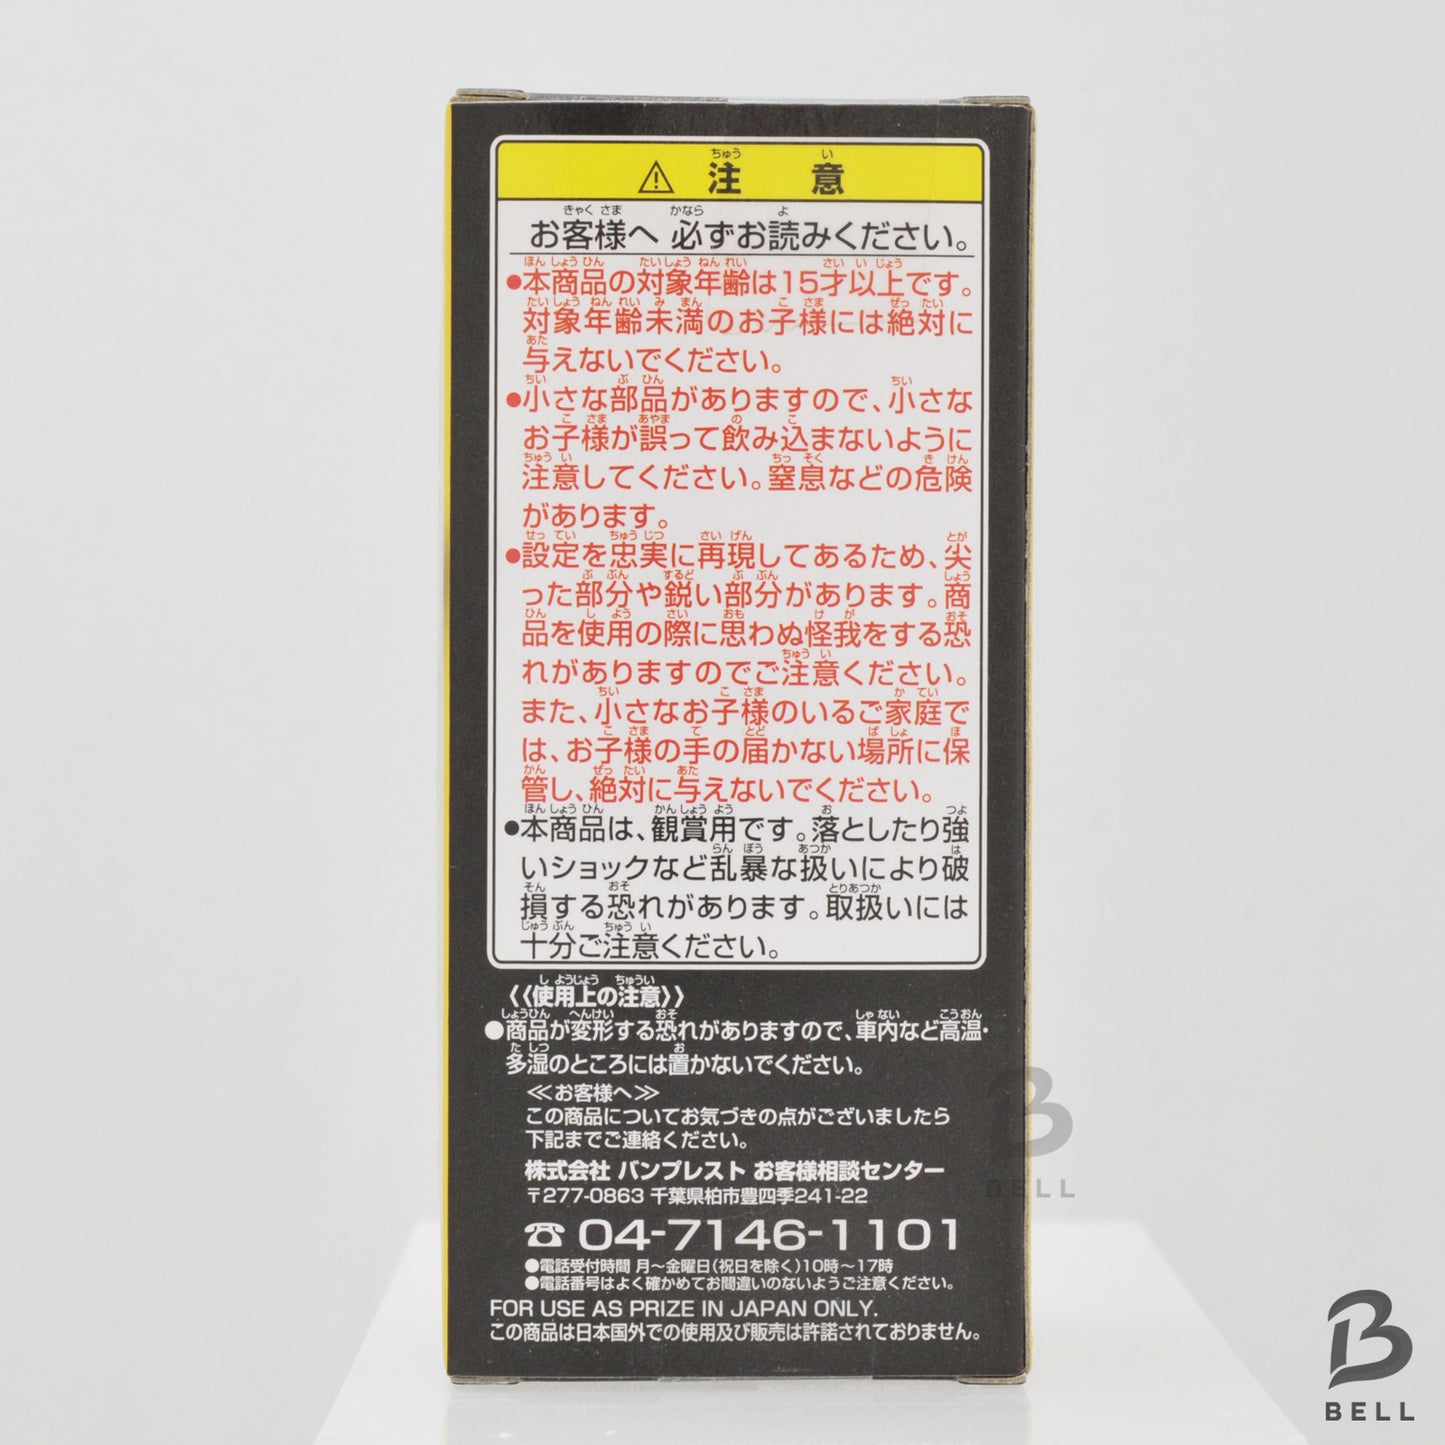 ⚠ 注意
お客様へ 必ずお読みください。
●本商品の対象年齢は15才以上です。
対象年齢未満のお子様には絶対に
与えないでください。
●小さな部品がありますので、小さな
お子様が誤って飲み込まないように
注意してください。窒息などの危険
があります。
●設定を忠実に再現してあるため、尖
った部分や鋭い部分があります。商
品を使用の際に思わぬ怪我をする恐
れがありますのでご注意ください。
また、小さなお子様のいるご家庭で
は、お子様の手の届かない場所に保
管し、絶対に与えないでください。
●本商品は、観賞用です。落としたり強
いショックなど乱暴な扱いにより破
損する恐れがあります。取扱いには
十分ご注意ください。
《使用上の注意》
●商品が変形する恐れがありますので、車内など高温・
多湿のところには置かないでください。
≪お客様へ≫
この商品についてお気づきの点がございましたら
下記までご連絡ください。
株式会社 バンプレスト お客様相談センター
〒277-0863 千葉県柏市豊四季241-22
☎ 04-7146-1101
●電話受付時間 月～金曜日(祝日を除く)10時～17時
●電話番号はよく確かめてお間違いのないようご注意ください。
FOR USE AS PRIZE IN JAPAN ONLY.
この商品は日本国外での使用及び販売は許諾されておりません。
B
BELL
B
BELL